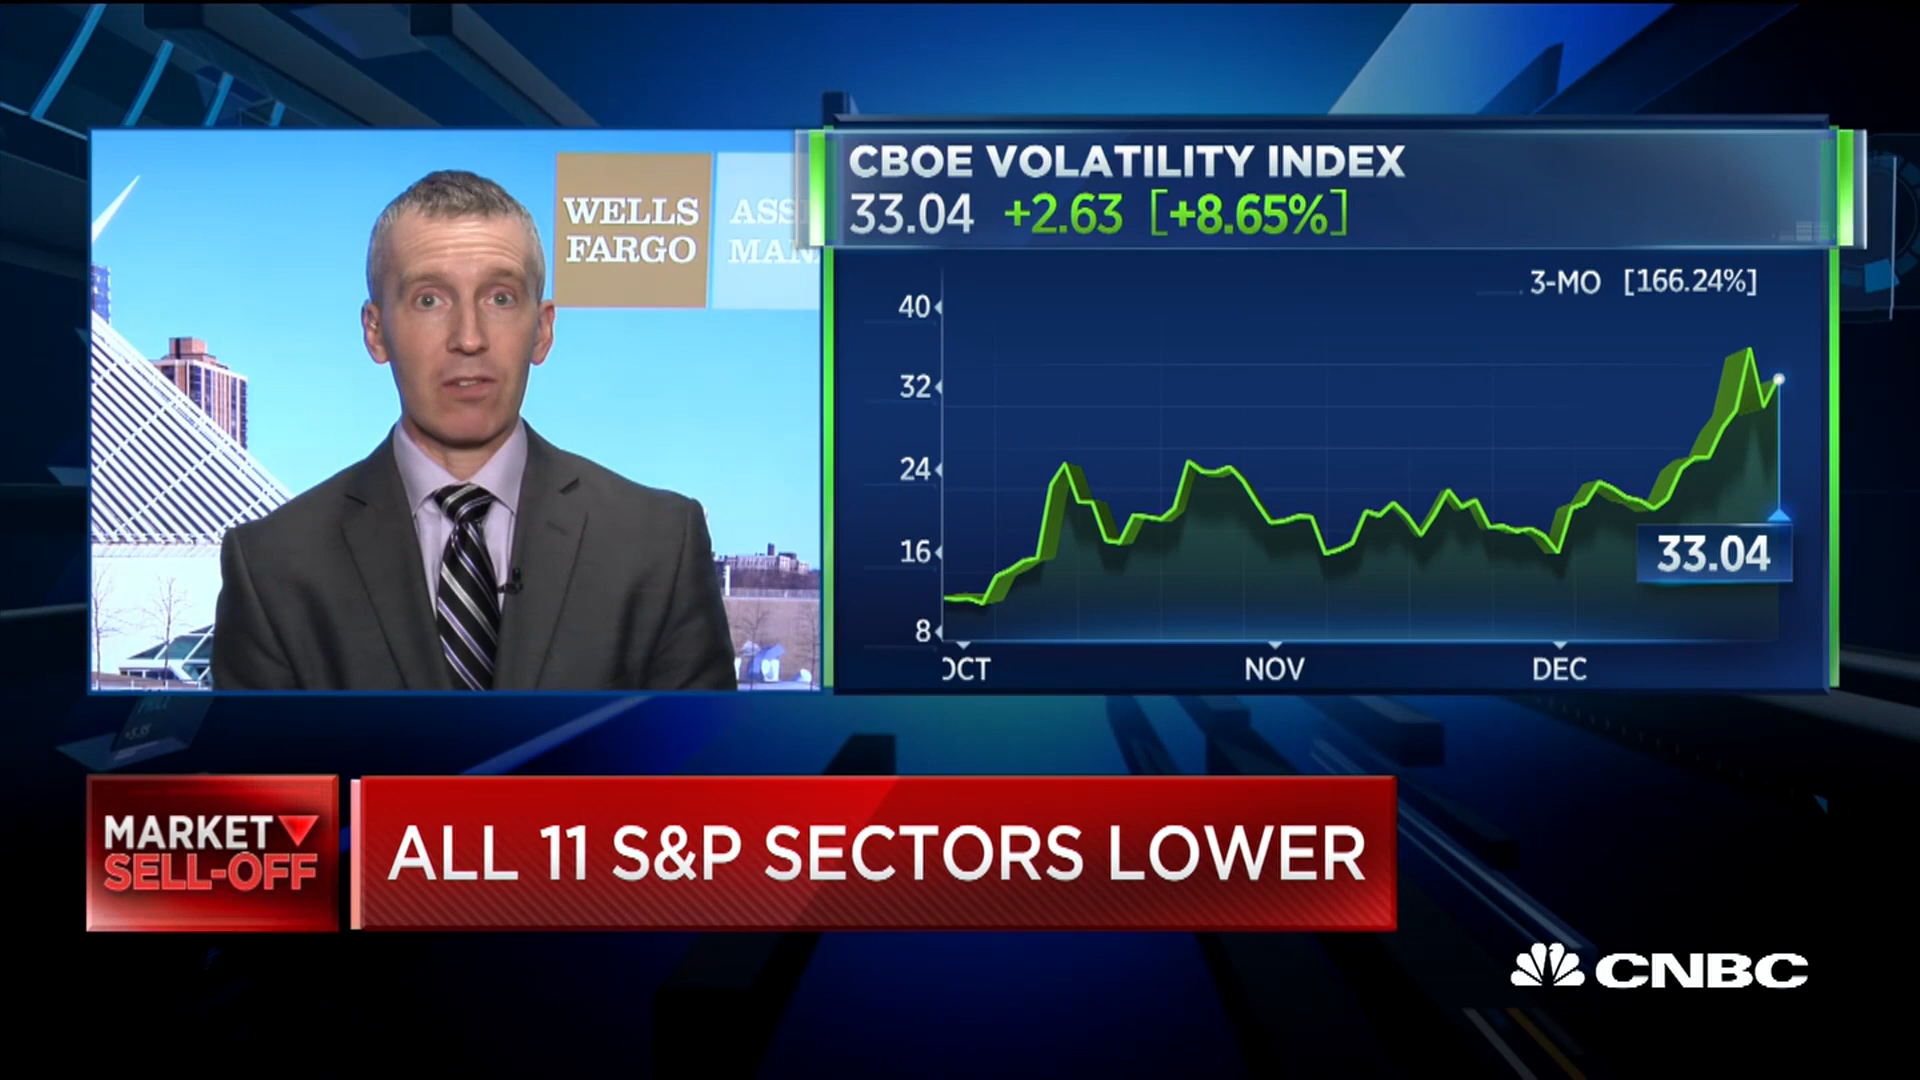 WELLS
FARGO
CBOE VOLATILITY INDEX
33.04 +2.63 [+8.65%]
3-MO [166.24%]
40
32
24
16
8
OCT NOV DEC
33.04
MARKET
SELL-OFF
ALL 11 S&P SECTORS LOWER
CNBC